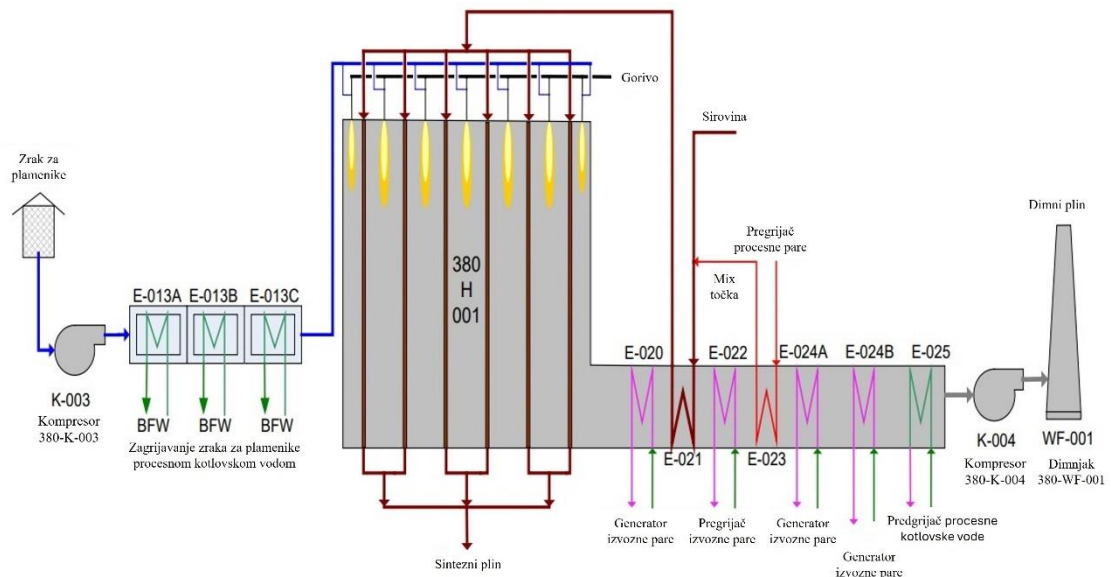 Gorivo
Sirovina
Zrak za
plamenike
Dimni plin
Pregrijač
procesne pare
380
H
001
Mix
točka
E-013A
E-013B
E-013C
E-020
E-022
E-024A
E-024B
E-025
K-003
Kompresor
380-K-003
BFW
BFW
BFW
Zagrijavanje zraka za plamenike
procesnom kotlovskom vodom
E-021
E-023
K-004
Kompresor
380-K-004
WF-001
Dimnjak
380-WF-001
Generator
izvozne pare
Pregrijač
izvozne pare
Generator
izvozne pare
Generator
izvozne pare
Predgrijač procesne
kotlovske vode
Sintezni plin